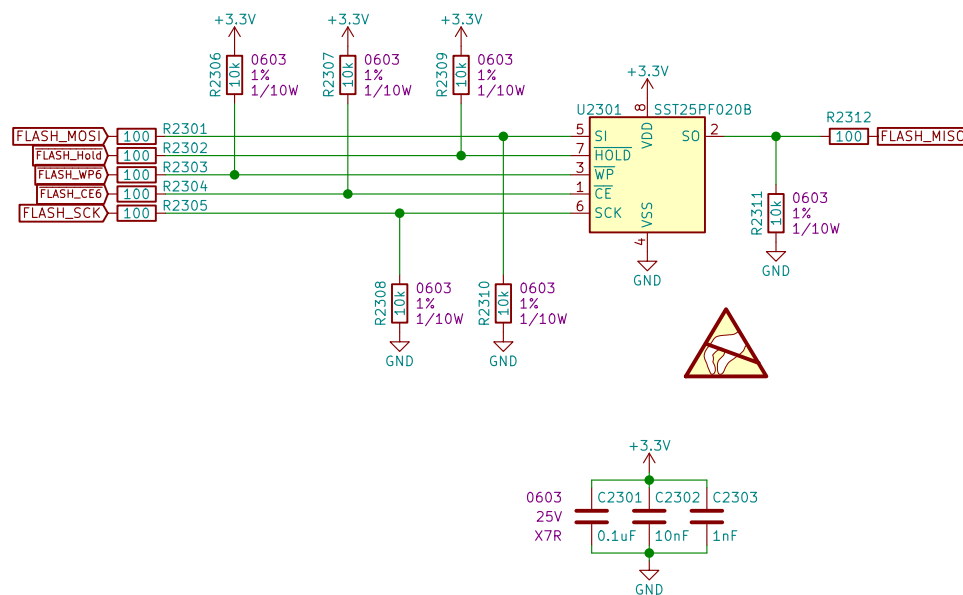 +3.3V
R2306
10k
0603
1%
1/10W
+3.3V
R2307
10k
0603
1%
1/10W
+3.3V
R2309
10k
0603
1%
1/10W
FLASH_MOSI
100
R2301
FLASH_Hold
100
R2302
FLASH_WP6
100
R2303
FLASH_CE6
100
R2304
FLASH_SCK
100
R2305
+3.3V
U2301
SST25PF020B
8
VDD
5
SI
7
HOLD
3
WP
1
CE
6
SCK
SO
2
VSS
4
GND
R2312
100
FLASH_MISO
R2311
10k
0603
1%
1/10W
GND
R2308
10k
0603
1%
1/10W
GND
R2310
10k
0603
1%
1/10W
GND
+3.3V
0603
25V
X7R
C2301
0.1uF
C2302
10nF
C2303
1nF
GND